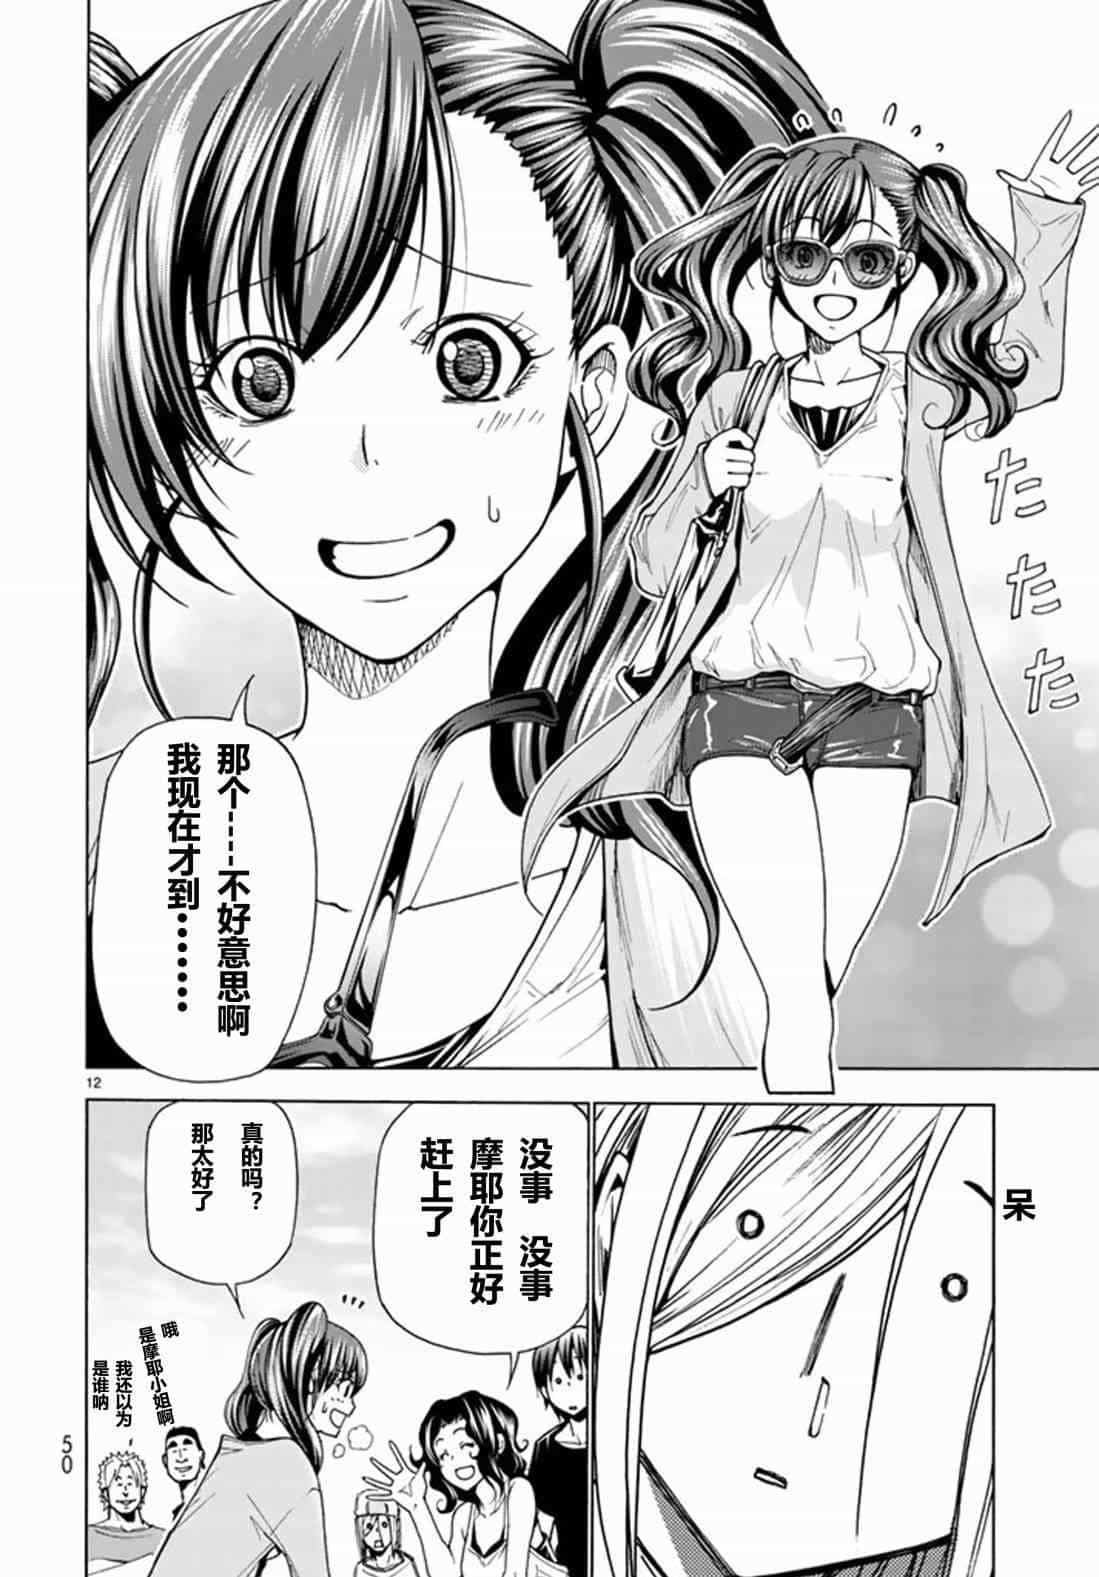 た
た
た
た
那个-----不好意思啊
我现在才到………
12
呆
没事 没事
摩耶你正好
赶上了
真的吗?
那太好了
哦
是摩耶小姐啊
我还以为
是谁呐
50